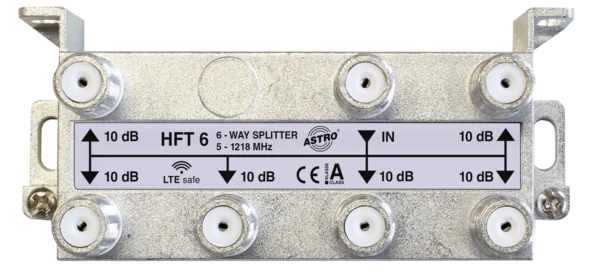 10 dB HFT 6 6 - WAY SPLITTER ASTRO® IN 10 dB
5 - 1218 MHz
10 dB LTE safe 10 dB CE KLASSE A CLASS 10 dB 10 dB